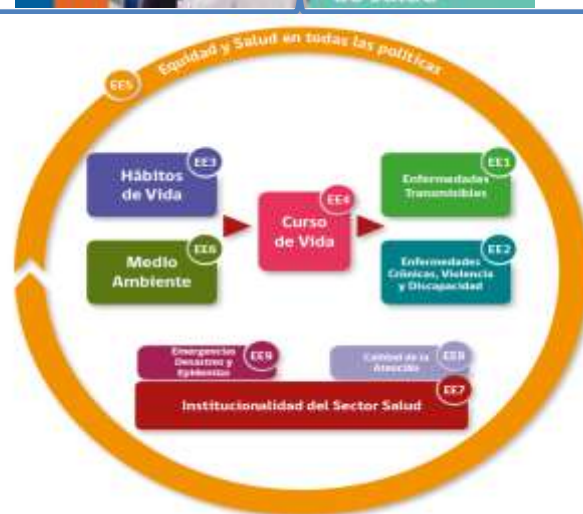 de salud
EE5
Equidad y Salud en todas las políticas
EE3
Hábitos
de Vida
EE6
Medio
Ambiente
EE4
Curso
de Vida
EE1
Enfermedades
Transmisibles
EE2
Enfermedades
Crónicas, Violencia
y Discapacidad
EE9
Emergencias
Desastres y
Epidemias
EE8
Calidad de la
Atención
EE7
Institucionalidad del Sector Salud